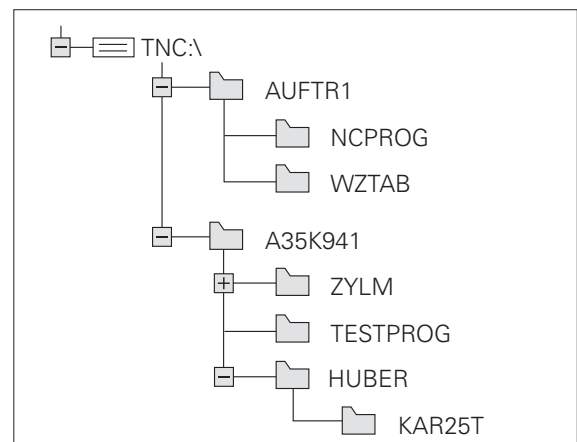 TNC:\
AUFTR1
NCPROG
WZTAB
A35K941
ZYLM
TESTPROG
HUBER
KAR25T